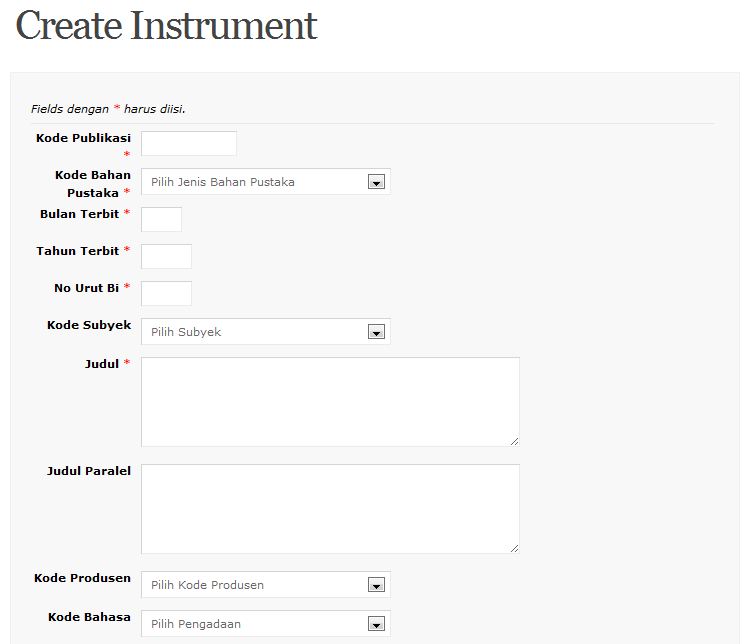 Create Instrument
Fields dengan * harus diisi.
Kode Publikasi
*
Kode Bahan
Pustaka *
Pilih Jenis Bahan Pustaka
Bulan Terbit *
Tahun Terbit *
No Urut Bi *
Kode Subyek
Pilih Subyek
Judul *
Judul Paralel
Kode Produsen
Pilih Kode Produsen
Kode Bahasa
Pilih Pengadaan